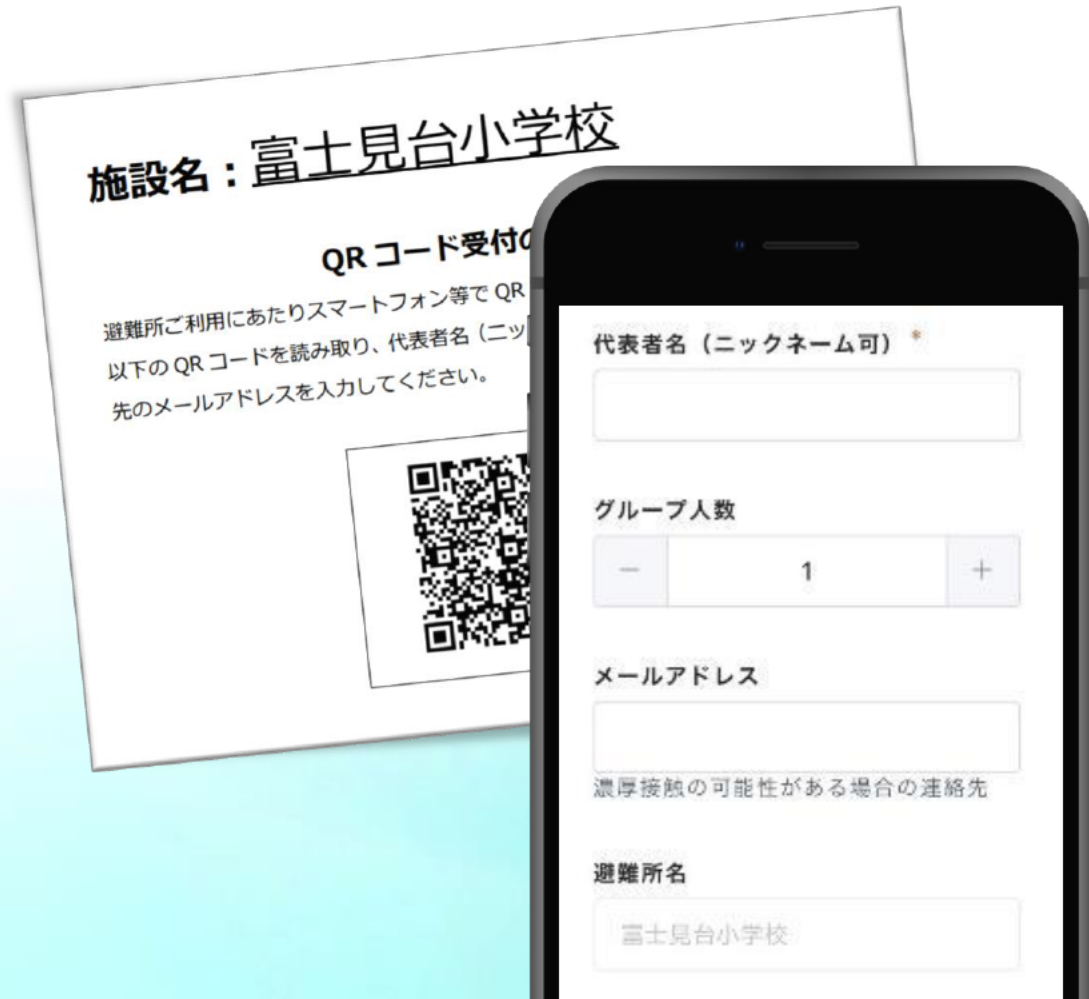 施設名：富士見台小学校
QR コード受付の
避難所ご利用にあたりスマートフォン等で QR
以下の QR コードを読み取り、代表者名（ニッ
先のメールアドレスを入力してください。
代表者名（ニックネーム可） *
グループ人数
－ 1 ＋
メールアドレス
濃厚接触の可能性がある場合の連絡先
避難所名
富士見台小学校